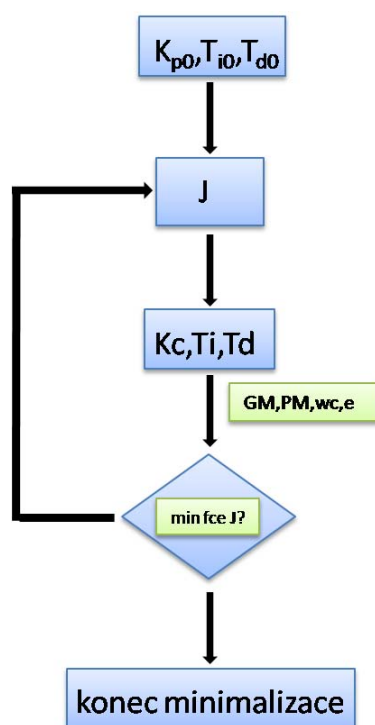 Kp0,Ti0,Td0
J
Kc,Ti,Td
GM,PM,wc,e
min fce J?
konec minimalizace